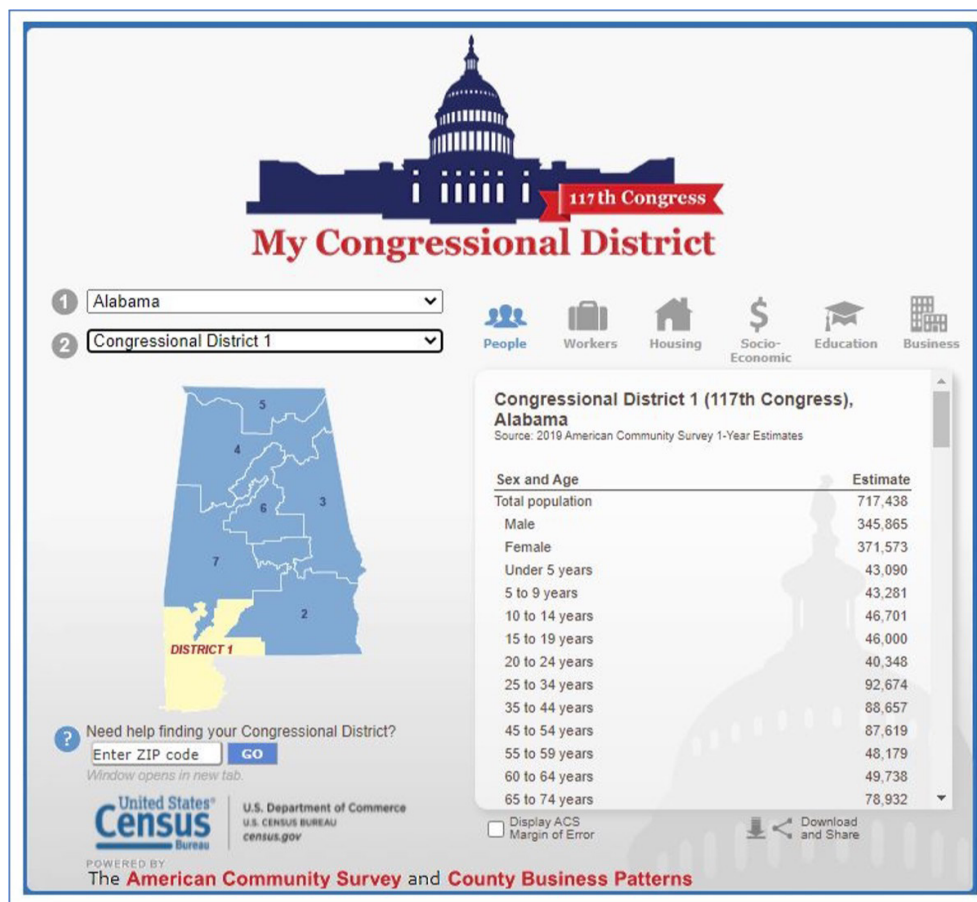 117th Congress
My Congressional District
1 Alabama
2 Congressional District 1
People
Workers
Housing
Socio-
Economic
Education
Business
5
4
3
6
7
2
DISTRICT 1
Congressional District 1 (117th Congress),
Alabama
Source: 2019 American Community Survey 1-Year Estimates
Sex and Age Estimate
Total population 717,438
Male 345,865
Female 371,573
Under 5 years 43,090
5 to 9 years 43,281
10 to 14 years 46,701
15 to 19 years 46,000
20 to 24 years 40,348
25 to 34 years 92,674
35 to 44 years 88,657
45 to 54 years 87,619
55 to 59 years 48,179
60 to 64 years 49,738
65 to 74 years 78,932
? Need help finding your Congressional District?
Enter ZIP code GO
Window opens in new tab.
Display ACS
Margin of Error
Download
and Share
United States®
Census
Bureau
U.S. Department of Commerce
U.S. CENSUS BUREAU
census.gov
POWERED BY
The American Community Survey and County Business Patterns